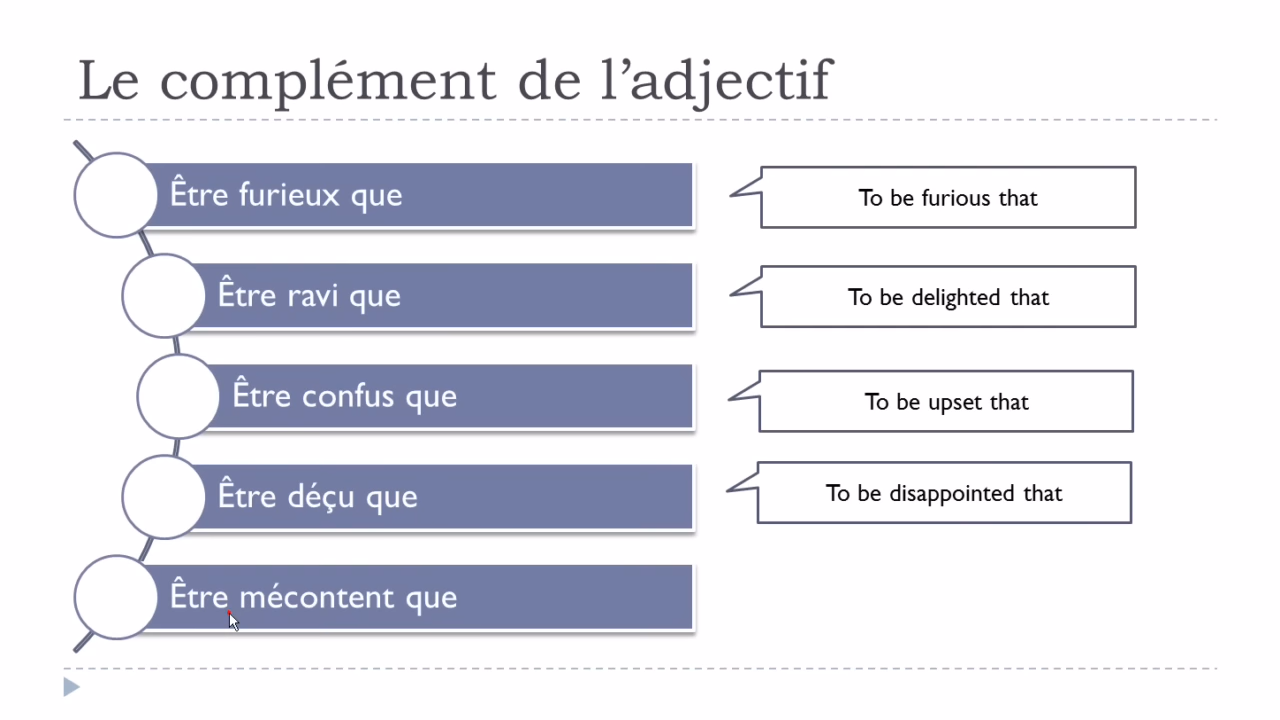 Le complément de l’adjectif
Être furieux que
To be furious that
Être ravi que
To be delighted that
Être confus que
To be upset that
Être déçu que
To be disappointed that
Être mécontent que